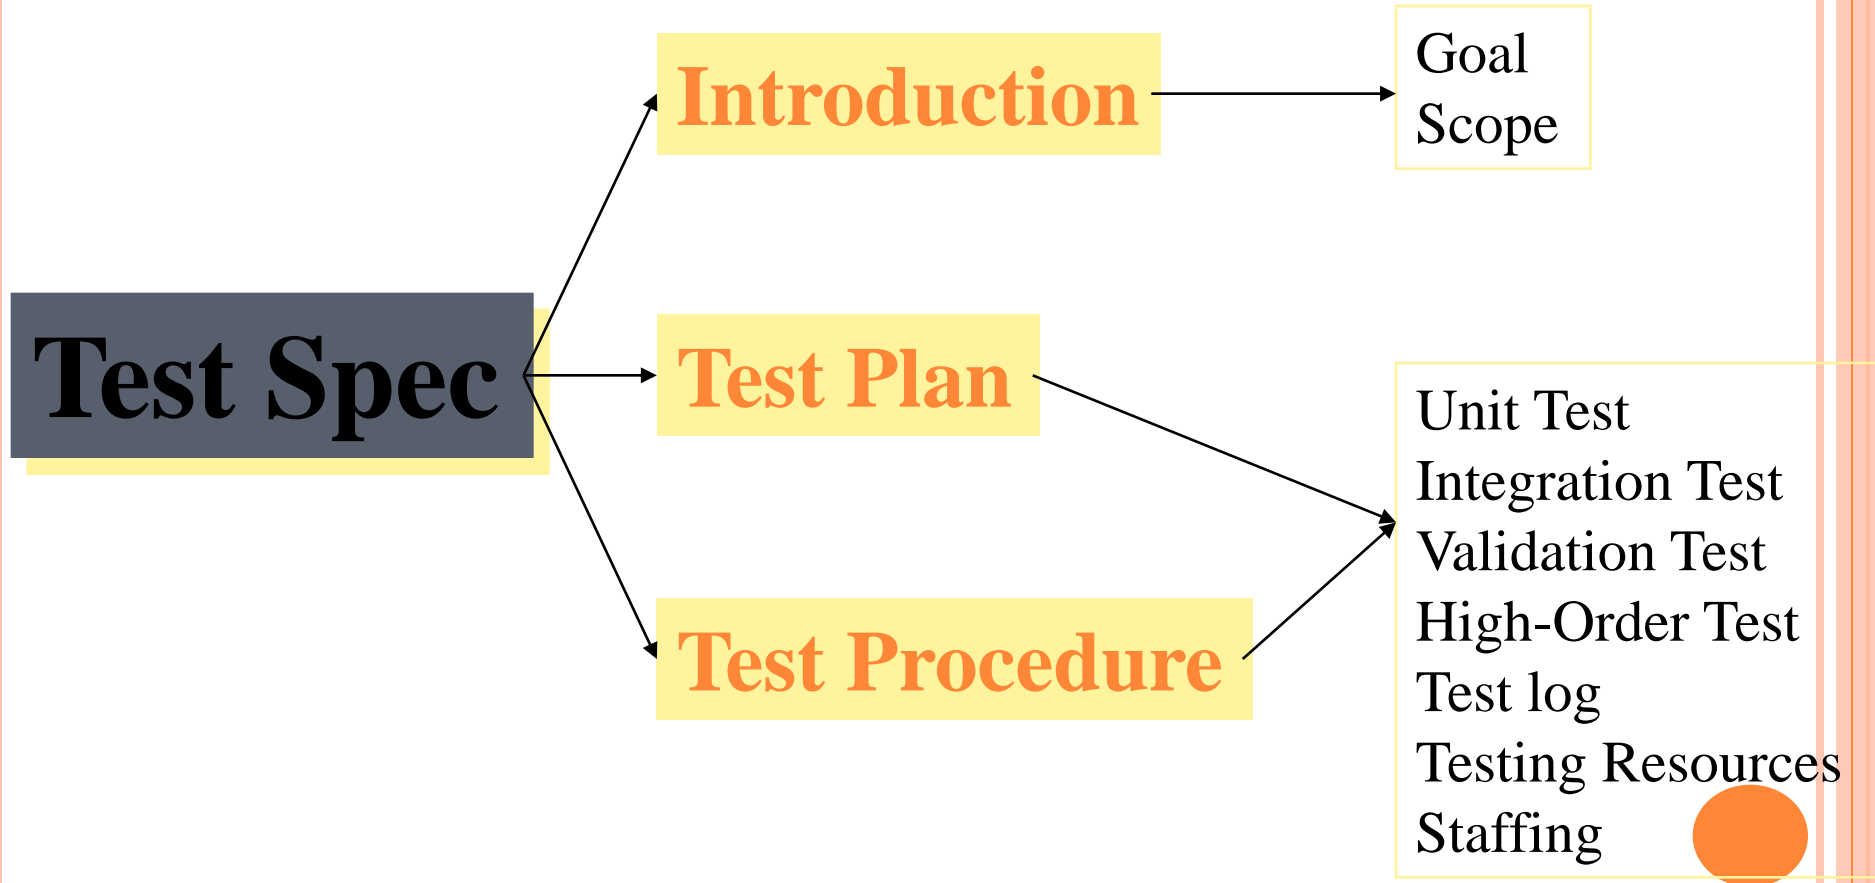 Introduction
Goal
Scope
Test Spec
Test Plan
Test Procedure
Unit Test
Integration Test
Validation Test
High-Order Test
Test log
Testing Resources
Staffing